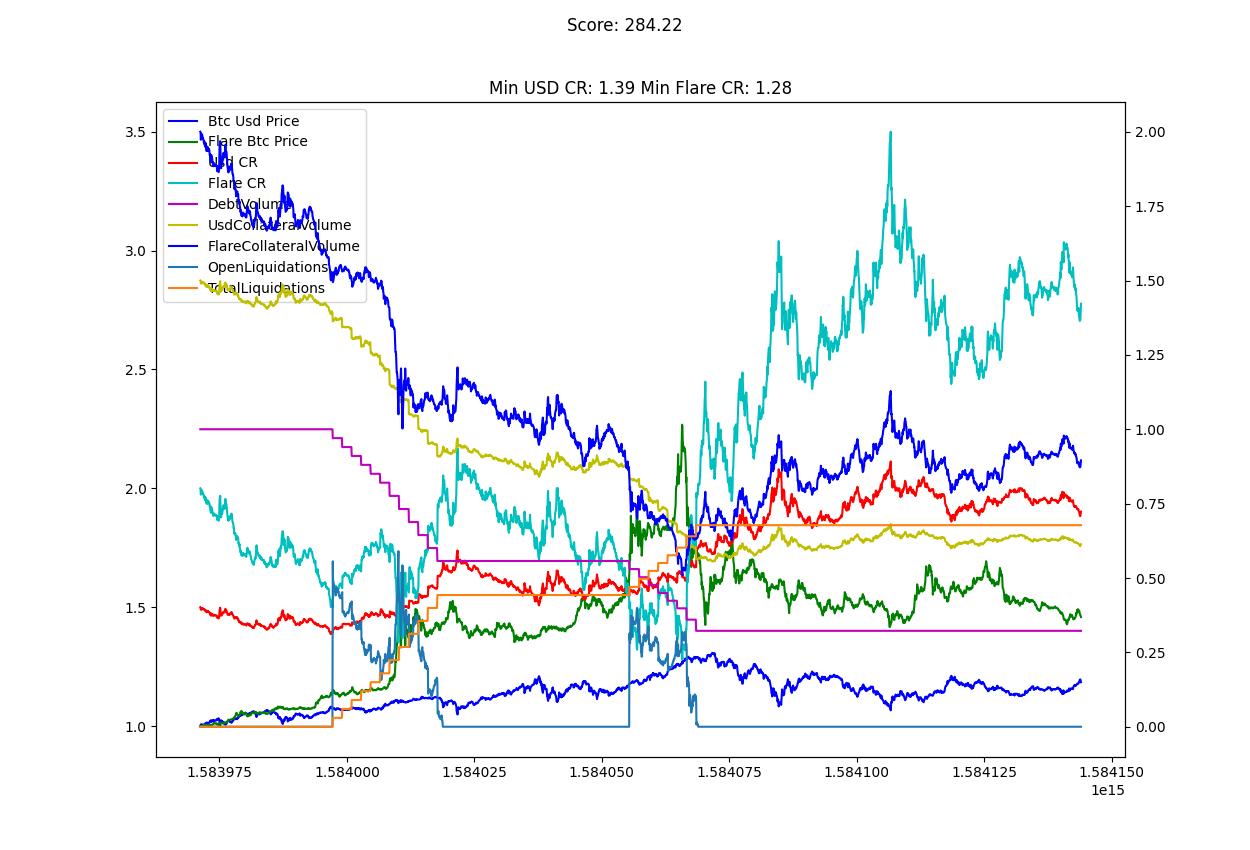 Score: 284.22
Min USD CR: 1.39 Min Flare CR: 1.28
Btc Usd Price
Flare Btc Price
Usd CR
Flare CR
DebtVolume
UsdCollateralVolume
FlareCollateralVolume
OpenLiquidations
TotalLiquidations
3.5
3.0
2.5
2.0
1.5
1.0
2.00
1.75
1.50
1.25
1.00
0.75
0.50
0.25
0.00
1.583975
1.584000
1.584025
1.584050
1.584075
1.584100
1.584125
1.584150
1e15